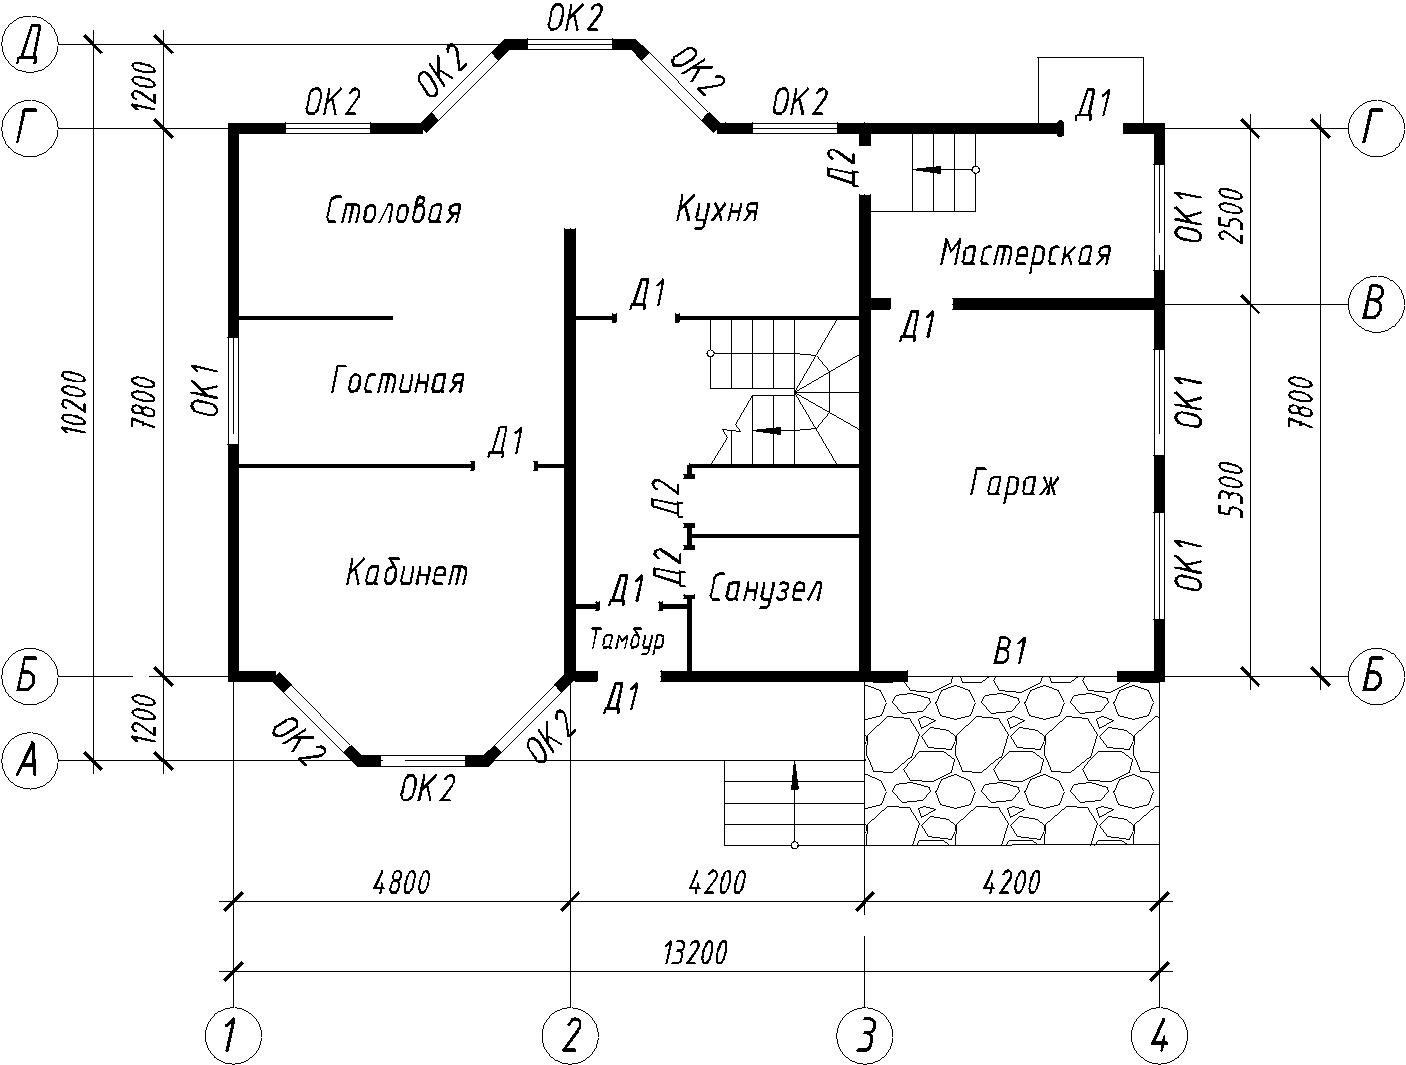 ОК2
Д
ОК2
ОК2
1200
ОК2
ОК2
Д1
Г
Г
Д2
Столовая
Кухня
ОК1
2500
Мастерская
Д1
В
Д1
10200
7800
ОК1
Гостиная
ОК1
7800
Д1
Гараж
5300
Д2
Кабинет
Д2
Д1
Санузел
ОК1
Тамбур
В1
Б
Б
Д1
1200
ОК2
ОК2
А
ОК2
4800
4200
4200
13200
1
2
3
4